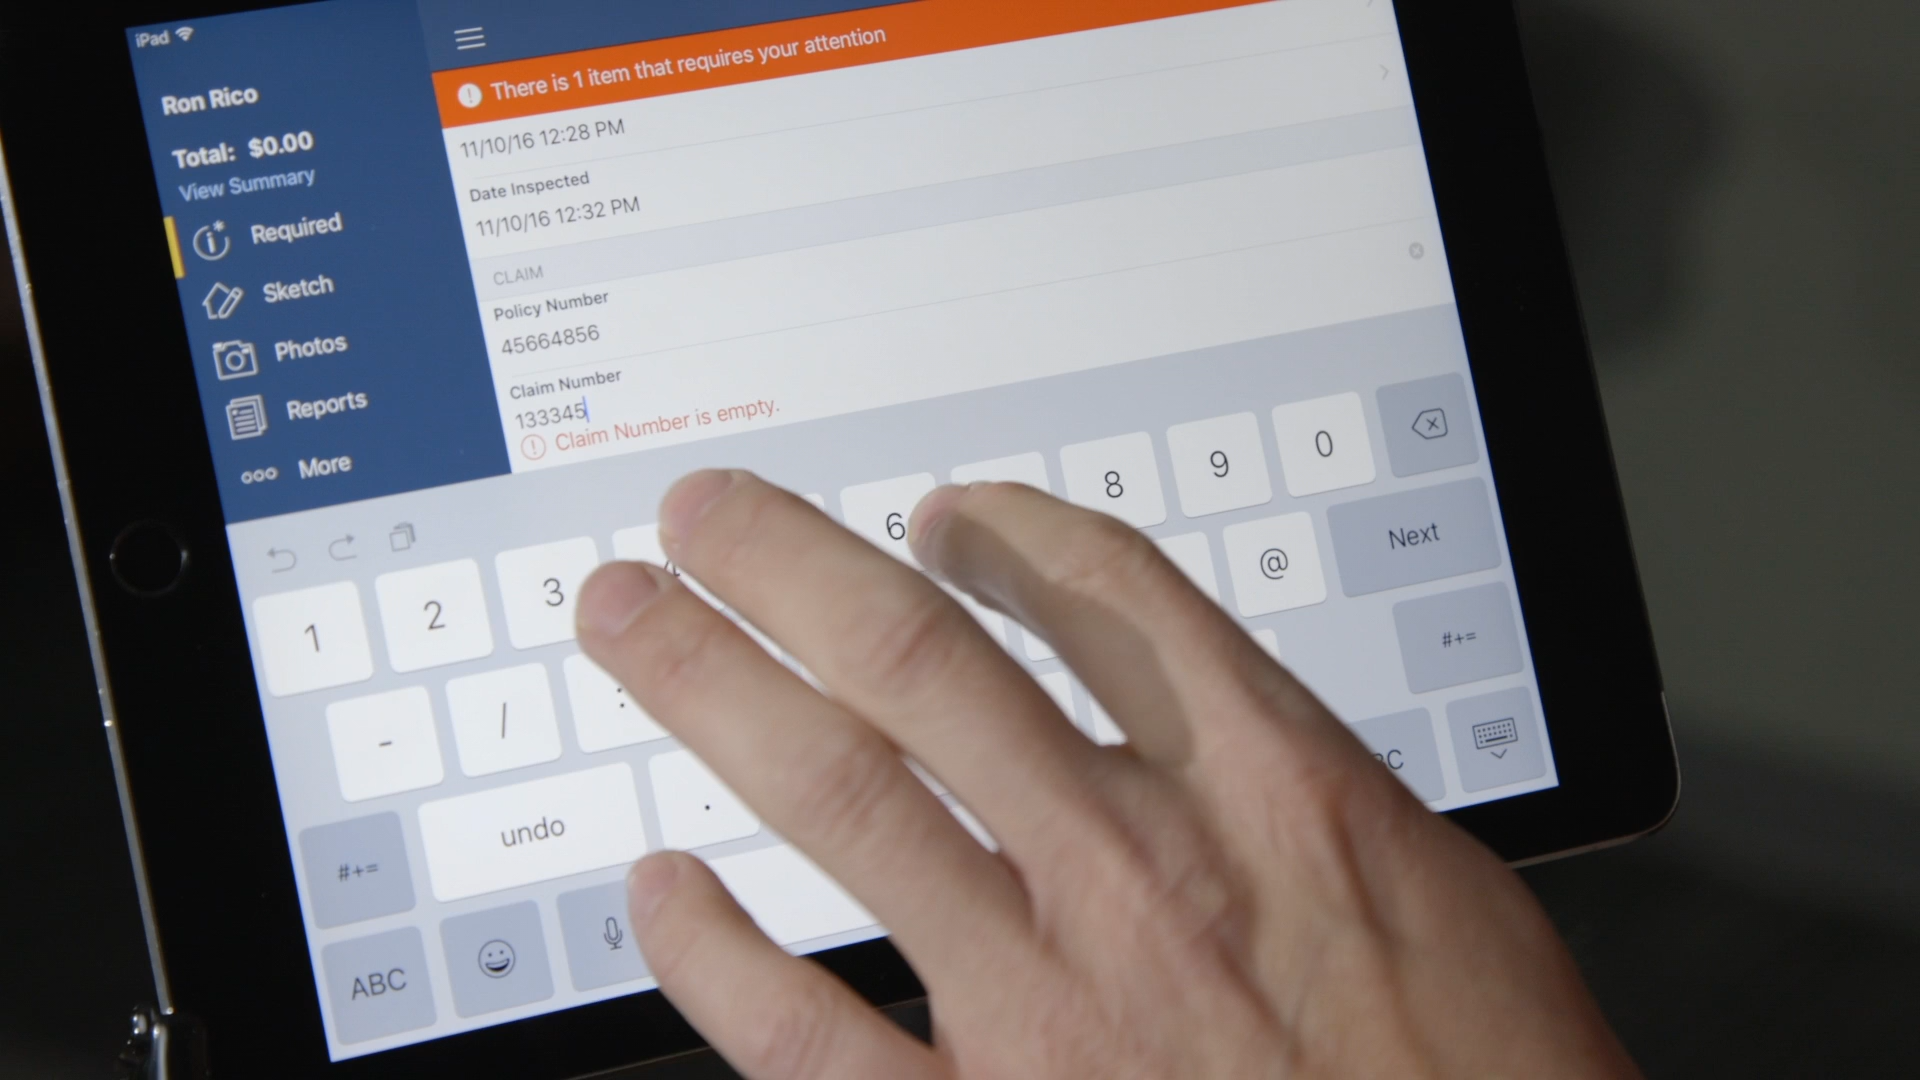 iPad
Ron Rico
Total: $0.00
View Summary
Required
Sketch
Photos
Reports
More
There is 1 item that requires your attention
11/10/16 12:28 PM
Date Inspected
11/10/16 12:32 PM
CLAIM
Policy Number
45664856
Claim Number
133345
Claim Number is empty.
1 2 3 4 6 8 9 0
- / : @ Next
#+= undo . #+=
ABC BC